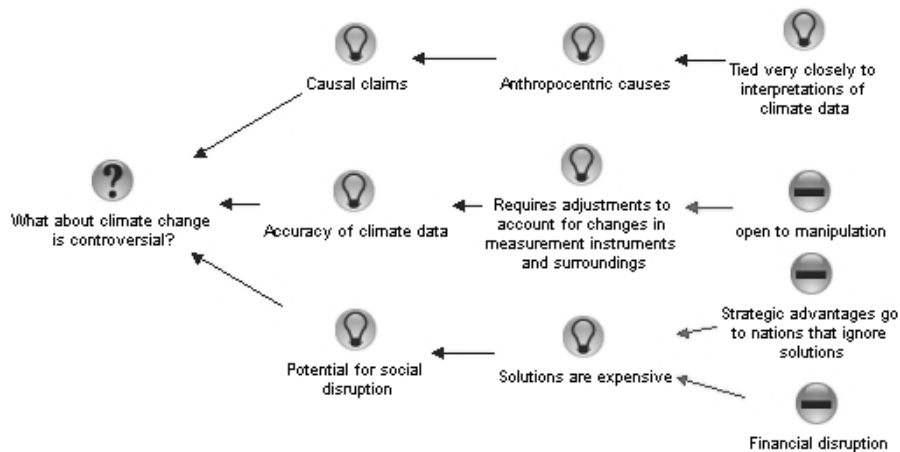 Causal claims
Anthropocentric causes
Tied very closely to
interpretations of
climate data
?
What about climate change
is controversial?
Accuracy of climate data
Requires adjustments to
account for changes in
measurement instruments
and surroundings
open to manipulation
Potential for social
disruption
Solutions are expensive
Strategic advantages go
to nations that ignore
solutions
Financial disruption